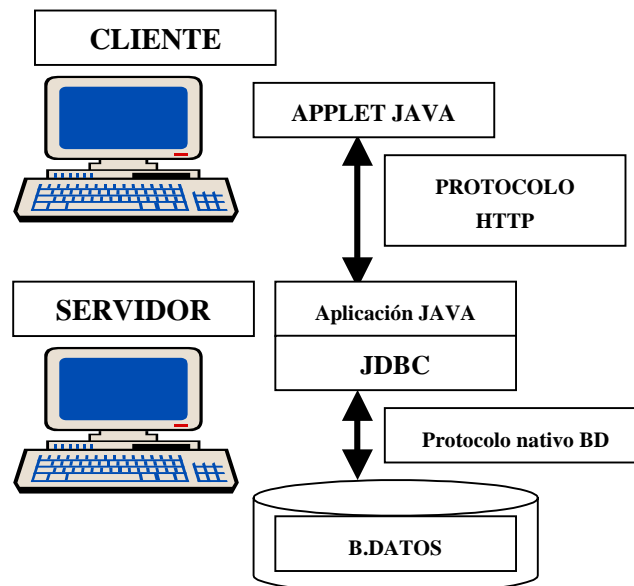 CLIENTE
APPLET JAVA
PROTOCOLO
HTTP
SERVIDOR
Aplicación JAVA
JDBC
Protocolo nativo BD
B.DATOS